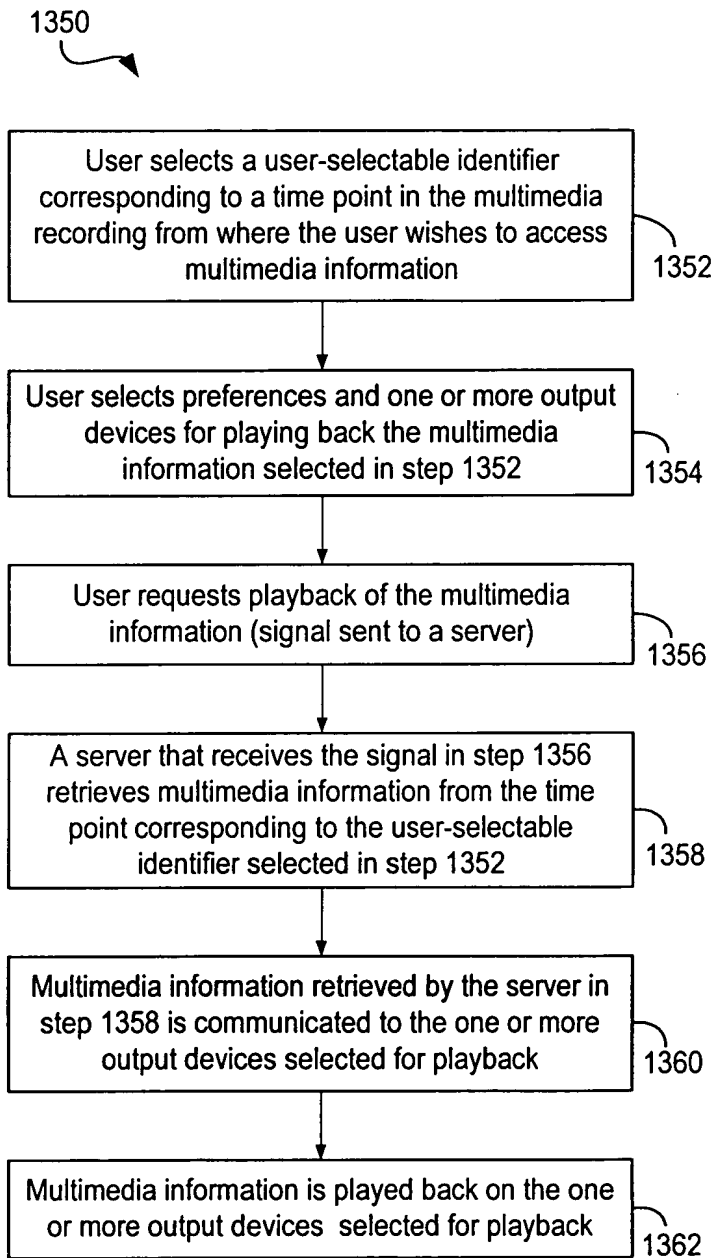 1350
User selects a user-selectable identifier
corresponding to a time point in the multimedia
recording from where the user wishes to access
multimedia information
1352
User selects preferences and one or more output
devices for playing back the multimedia
information selected in step 1352
1354
User requests playback of the multimedia
information (signal sent to a server)
1356
A server that receives the signal in step 1356
retrieves multimedia information from the time
point corresponding to the user-selectable
identifier selected in step 1352
1358
Multimedia information retrieved by the server in
step 1358 is communicated to the one or more
output devices selected for playback
1360
Multimedia information is played back on the one
or more output devices selected for playback
1362